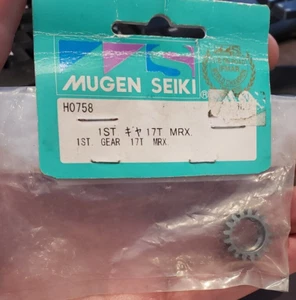 MUGEN SEIKI®
H0758
1ST ギヤ 17T MRX.
1ST. GEAR 17T MRX.